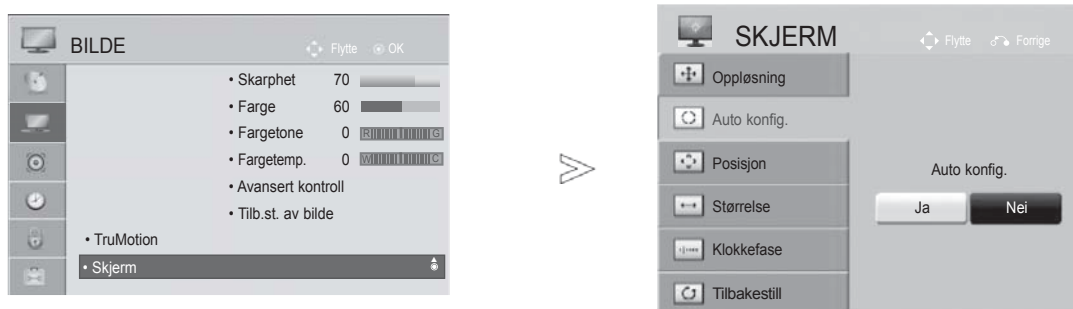 BILDE
Flytte OK
• Skarphet 70
• Farge 60
• Fargetone 0 R G
• Fargetemp. 0 W C
• Avansert kontroll
• Tilb.st. av bilde
• TruMotion
• Skjerm
SKJERM
Flytte Forrige
Oppløsning
Auto konfig.
Posisjon
Størrelse
Klokkefase
Tilbakestill
Auto konfig.
Ja Nei